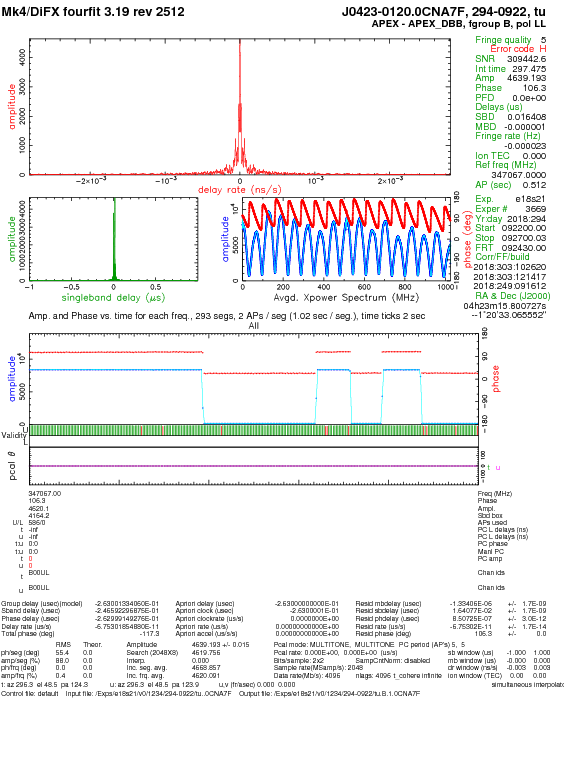 Mk4/DiFX fourfit 3.19 rev 2512
J0423-0120.0CNA7F, 294-0922, tu
APEX - APEX_DBB, fgroup B, pol LL
Fringe quality 5
Error code H
SNR 309442.6
Int time 297.475
Amp 4639.193
Phase 106.3
PFD 0.0e+00
Delays (us)
SBD 0.016408
MBD -0.000001
Fringe rate (Hz)
-0.000023
Ion TEC 0.000
Ref freq (MHz)
347067.0000
AP (sec) 0.512
Exp. e18s21
Exper # 3669
Yr:day 2018:294
Start 092200.00
Stop 092700.03
FRT 092430.00
Corr/FF/build
2018:303:102620
2018:303:121417
2018:249:091612
RA & Dec (J2000)
04h23m15.800727s
-1°20'33.065552"
amplitude
delay rate (ns/s)
amplitude
singleband delay (μs)
amplitude
phase (deg)
Avgd. Xpower Spectrum (MHz)
Amp. and Phase vs. time for each freq., 293 segs, 2 APs / seg (1.02 sec / seg.), time ticks 2 sec
All
amplitude
phase
Validity
U
L
pcal θ
t u
347067.00 Freq (MHz)
106.3 Phase
4620.1 Ampl.
4164.2 Sbd box
U/L 586/0 APs used
t -inf PC L delays (ns)
u -inf PC L delays (ns)
t:u 0:0 PC phase
t:u 0:0 Manl PC
t 0 PC amp
u 0
t B00UL Chan ids
u B00UL Chan ids
Group delay (usec)(model) -2.63001334060E-01 Apriori delay (usec) -2.63000000000E-01 Resid mbdelay (usec) -1.33406E-06 +/- 1.7E-09
Sband delay (usec) -2.46592296875E-01 Apriori clock (usec) 0.0000000E+00 Resid sbdelay (usec) 1.64077E-02 +/- 1.7E-09
Phase delay (usec) -2.62999149276E-01 Apriori clockrate (us/s) 0.0000000E+00 Resid phdelay (usec) 8.50725E-07 +/- 3.0E-12
Delay rate (us/s) -6.75301854880E-11 Apriori rate (us/s) 0.00000000000E+00 Resid rate (us/s) -6.75302E-11 +/- 1.7E-14
Total phase (deg) -117.3 Apriori accel (us/s/s) 0.00000000000E+00 Resid phase (deg) 106.3 +/- 0.0
RMS Theor. Amplitude 4639.193 +/- 0.015 Pcal mode: MULTITONE, MULTITONE PC period (AP's) 5, 5
ph/seg (deg) 55.4 0.0 Search (2048X8) 4619.756 Pcal rate: 0.000E+00, 0.000E+00 (us/s) sb window (us) -1.000 1.000
amp/seg (%) 88.0 0.0 Interp. 0.000 Bits/sample: 2x2 SampCntNorm: disabled mb window (us) -0.000 0.000
ph/frq (deg) 0.0 0.0 Inc. seg. avg. 4668.857 Sample rate(MSamp/s): 2048 dr window (ns/s) -0.003 0.003
amp/frq (%) 0.4 0.0 Inc. frq. avg. 4620.091 Data rate(Mb/s): 4096 nlags: 4096 t_cohere infinite ion window (TEC) 0.00 0.00
t: az 295.3 el 48.5 pa 124.3 u: az 295.3 el 48.5 pa 123.9 u,v (fr/asec) 0.000 0.000 simultaneous interpolator
Control file: default Input file: /Exps/e18s21/v0/1234/294-0922/tu..0CNA7F Output file: /Exps/e18s21/v0/1234/294-0922/tu.B.1.0CNA7F